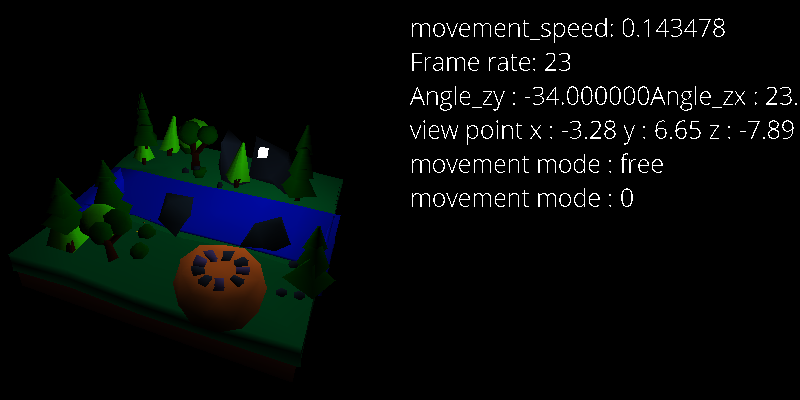 movement_speed: 0.143478
Frame rate: 23
Angle_zy : -34.000000Angle_zx : 23.
view point x : -3.28 y : 6.65 z : -7.89
movement mode : free
movement mode : 0